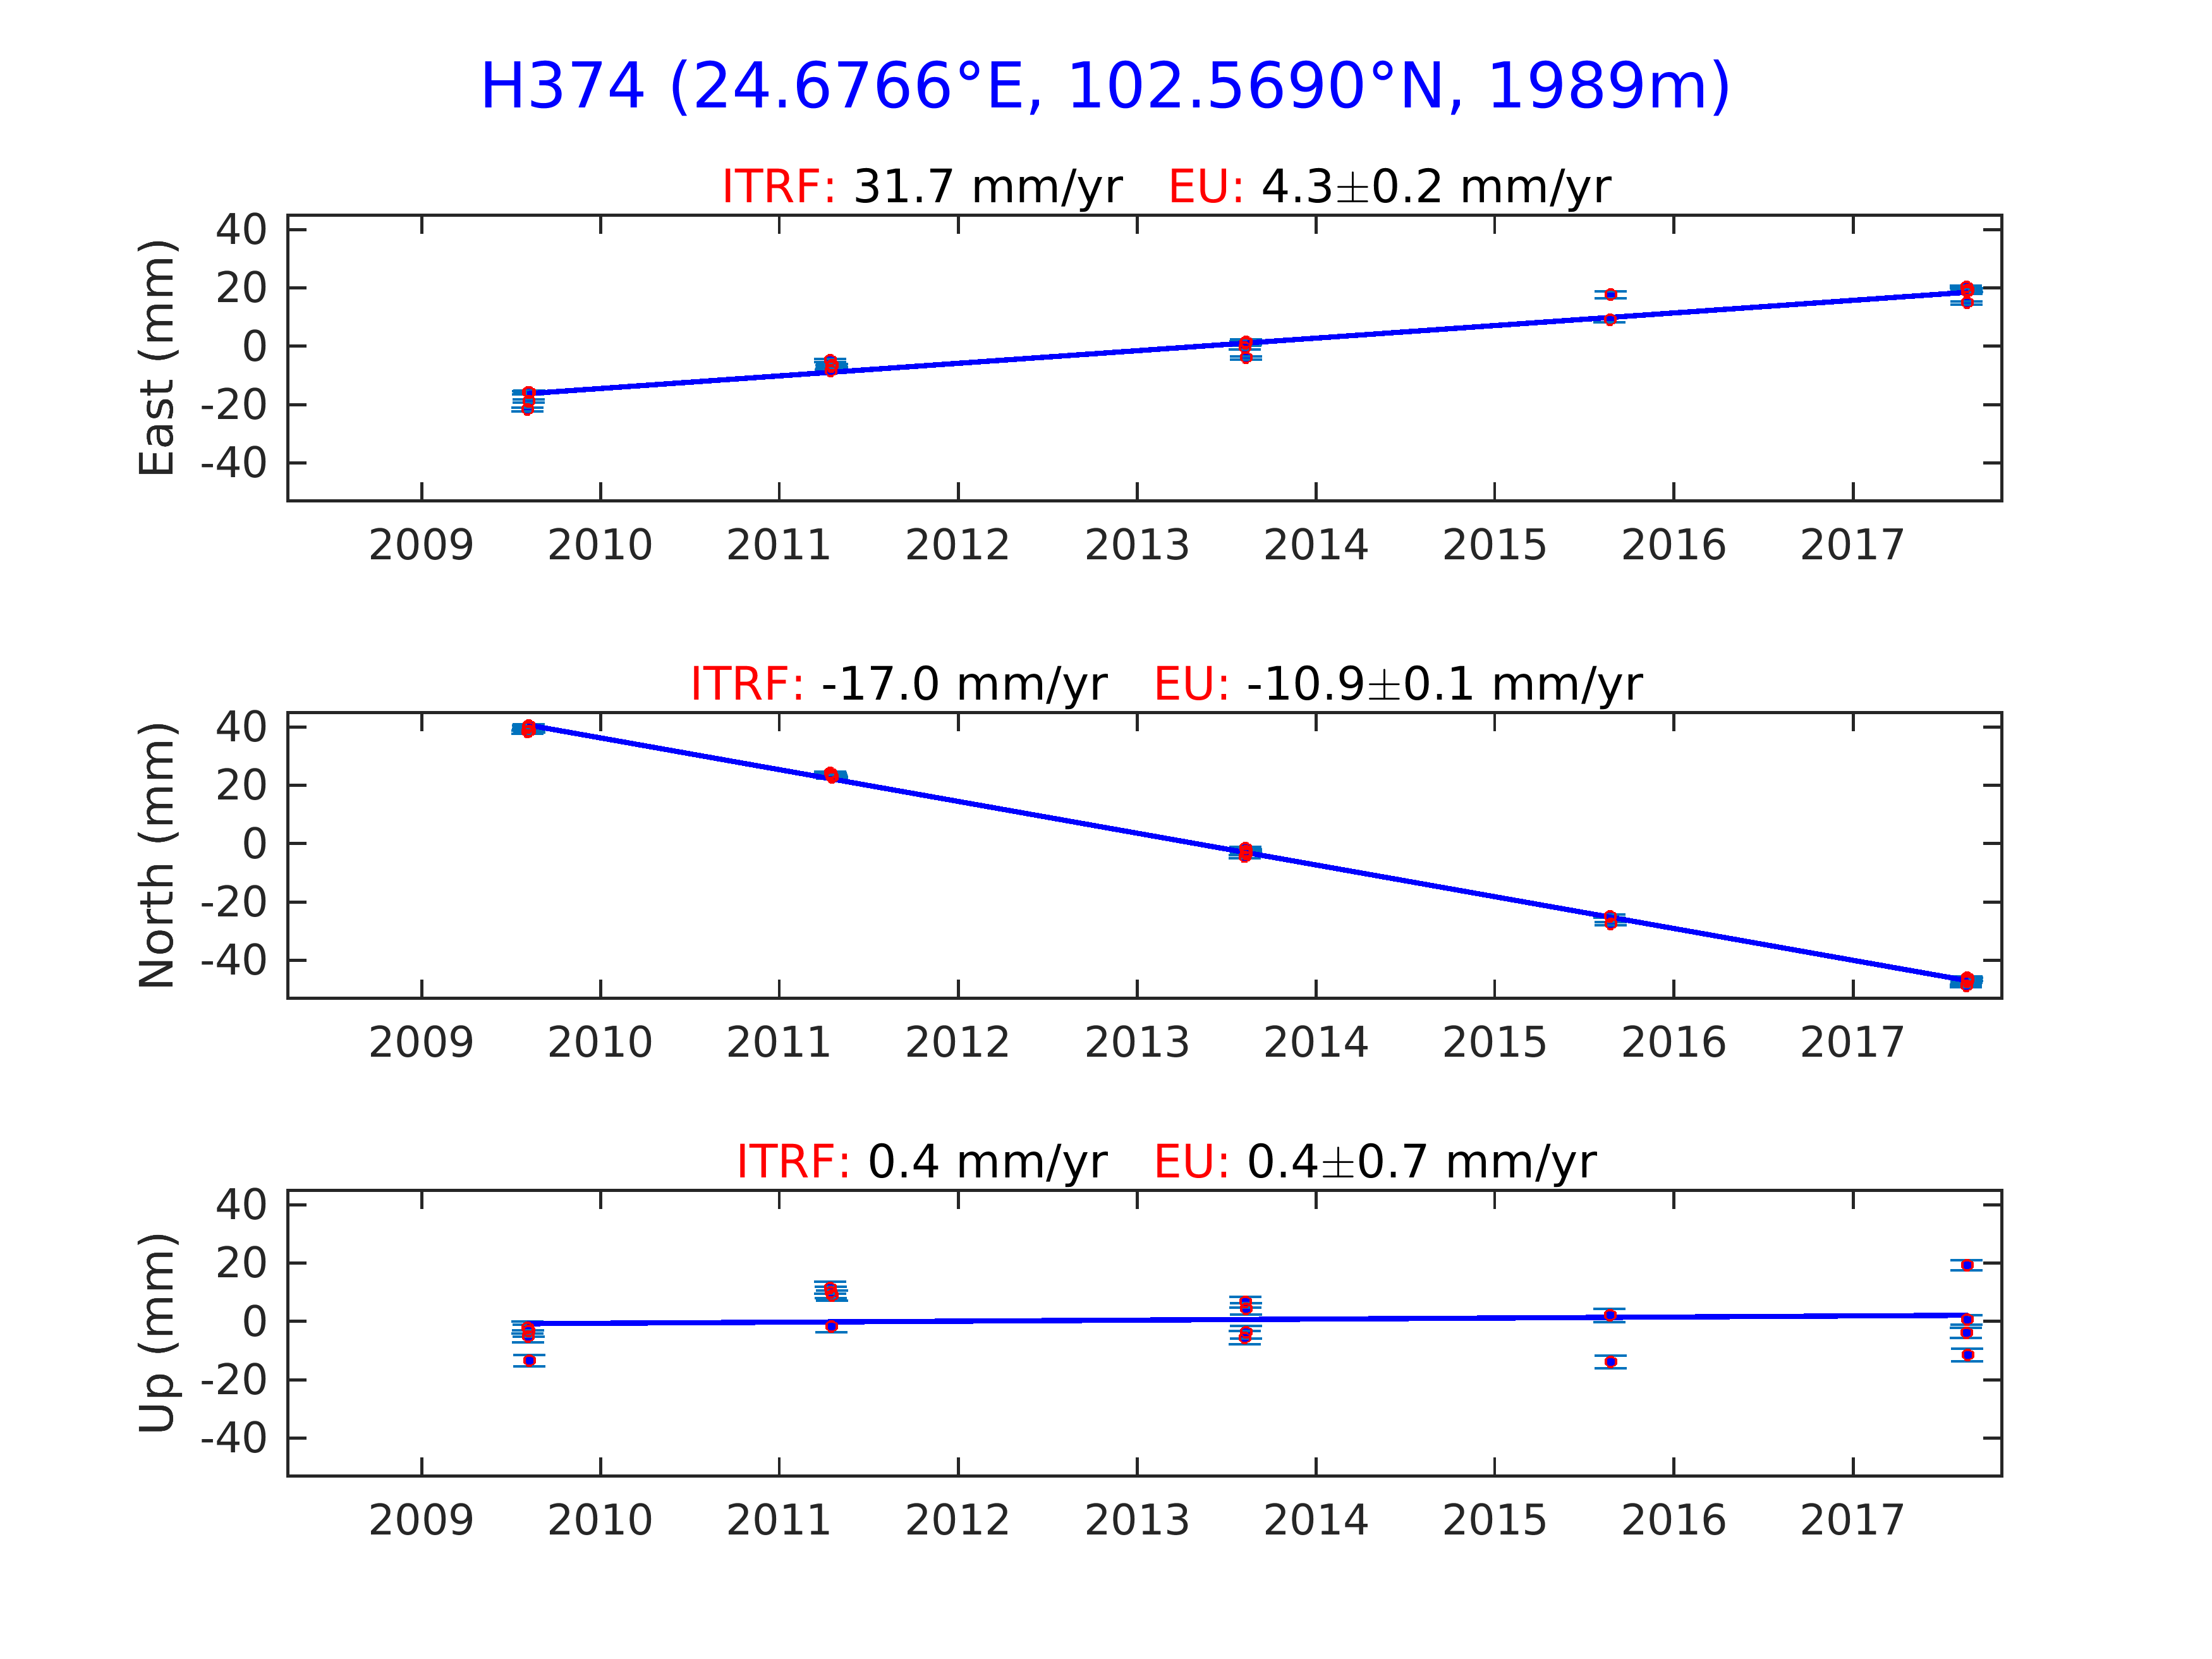 H374 (24.6766°E, 102.5690°N, 1989m)
ITRF: 31.7 mm/yr EU: 4.3±0.2 mm/yr
East (mm)
40
20
0
-20
-40
2009 2010 2011 2012 2013 2014 2015 2016 2017
ITRF: -17.0 mm/yr EU: -10.9±0.1 mm/yr
North (mm)
40
20
0
-20
-40
2009 2010 2011 2012 2013 2014 2015 2016 2017
ITRF: 0.4 mm/yr EU: 0.4±0.7 mm/yr
Up (mm)
40
20
0
-20
-40
2009 2010 2011 2012 2013 2014 2015 2016 2017